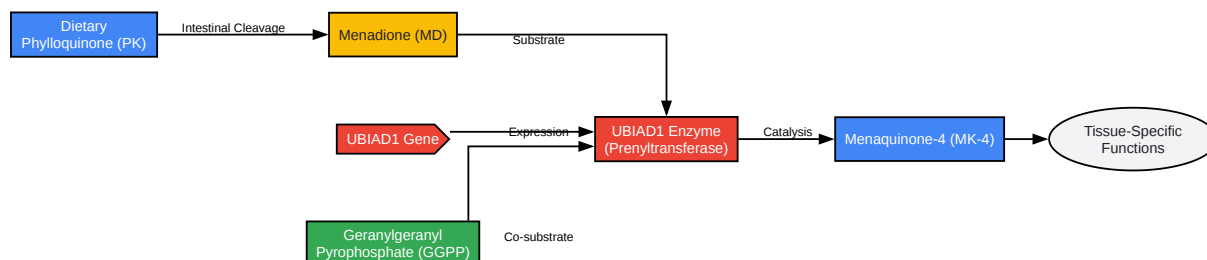 Dietary
Phylloquinone (PK)
Intestinal Cleavage
Menadione (MD)
Substrate
UBIAD1 Gene
Expression
UBIAD1 Enzyme
(Prenyltransferase)
Catalysis
Menaquinone-4 (MK-4)
Tissue-Specific
Functions
Geranylgeranyl
Pyrophosphate (GGPP)
Co-substrate